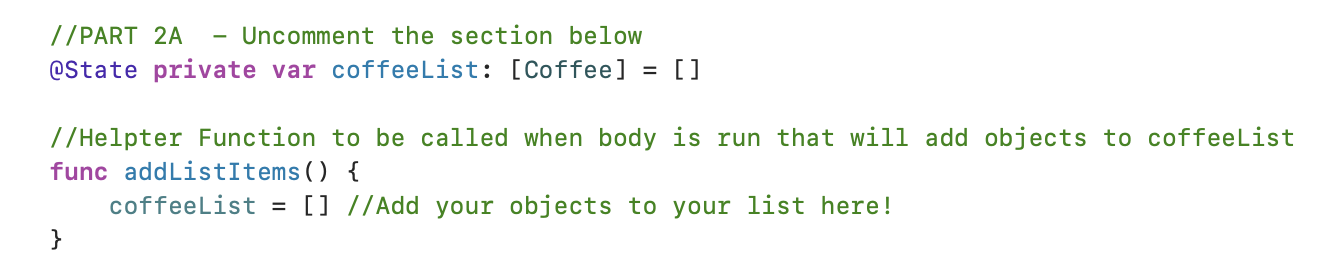 //PART 2A  – Uncomment the section below
@State private var coffeeList: [Coffee] = []
//Helpter Function to be called when body is run that will add objects to coffeeList
func addListItems() {
    coffeeList = [] //Add your objects to your list here!
}